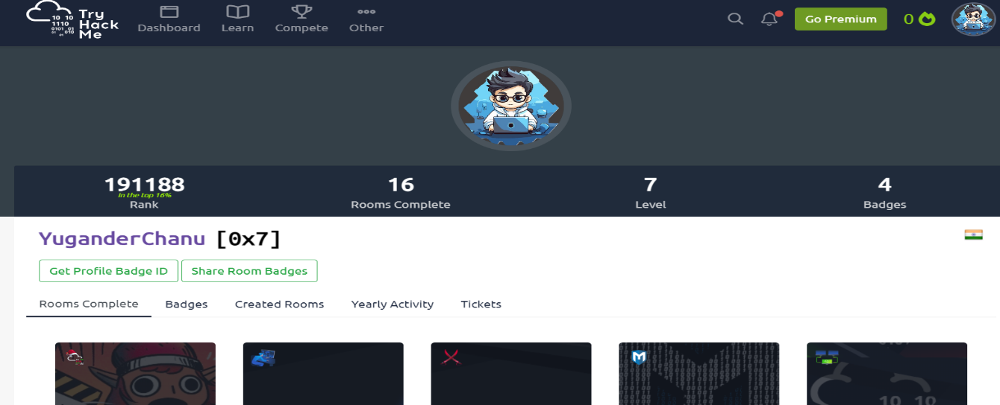 Try Hack Me
Dashboard
Learn
Compete
Other
Go Premium
0
191188
In the top 16%
Rank
16
Rooms Complete
7
Level
4
Badges
YuganderChanu [0x7]
Get Profile Badge ID
Share Room Badges
Rooms Complete
Badges
Created Rooms
Yearly Activity
Tickets